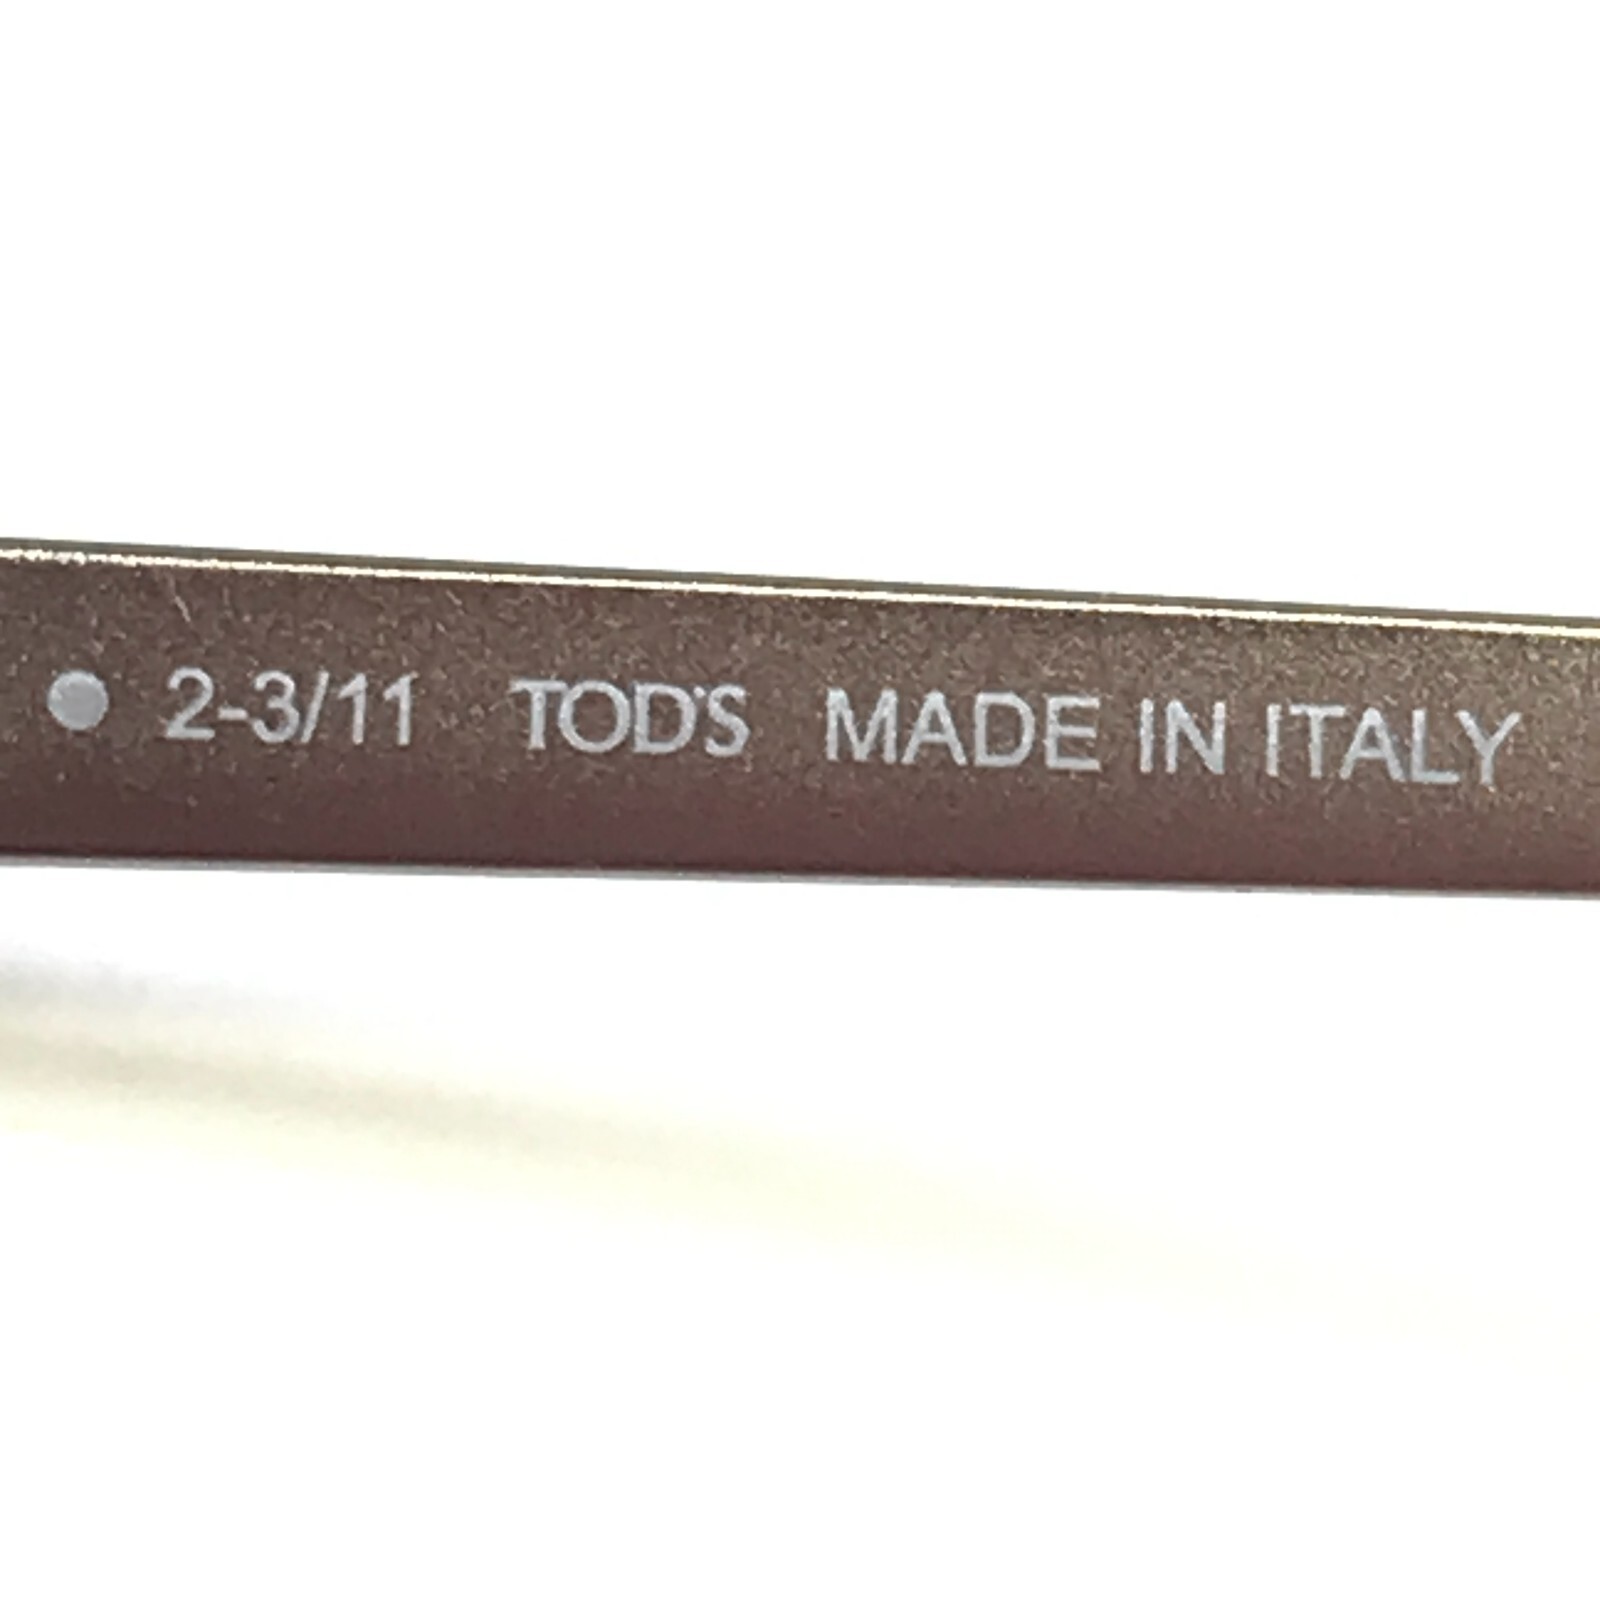 ● 2-3/11 TOD'S MADE IN ITALY